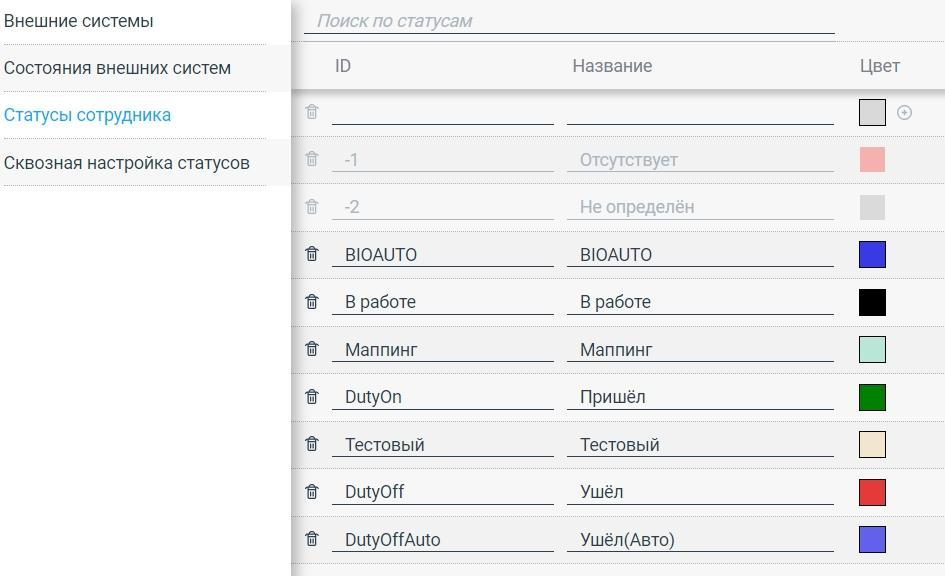 Внешние системы
Состояния внешних систем
Статусы сотрудника
Сквозная настройка статусов
Поиск по статусам
ID Название Цвет
-1 Отсутствует
-2 Не определён
BIOAUTO BIOAUTO
В работе В работе
Маппинг Маппинг
DutyOn Пришёл
Тестовый Тестовый
DutyOff Ушёл
DutyOffAuto Ушёл(Авто)